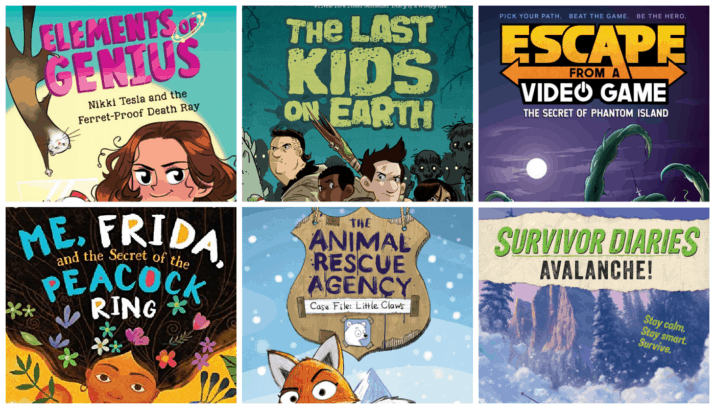 ELEMENTS OF
GENIUS
Nikki Tesla and the
Ferret-Proof Death Ray
THE LAST
KIDS
ON EARTH
PICK YOUR PATH. BEAT THE GAME. BE THE HERO.
ESCAPE
FROM A
VIDEO GAME
THE SECRET OF PHANTOM ISLAND
ME, FRIDA,
and the Secret of the
PEACOCK
RING
THE
ANIMAL
RESCUE
AGENCY
Case File: Little Claws
SURVIVOR DIARIES
AVALANCHE!
Stay calm.
Stay smart.
Survive.